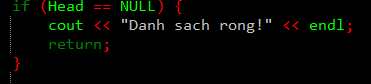 if (Head == NULL) {
cout << "Danh sach rong!" << endl;
return;
}